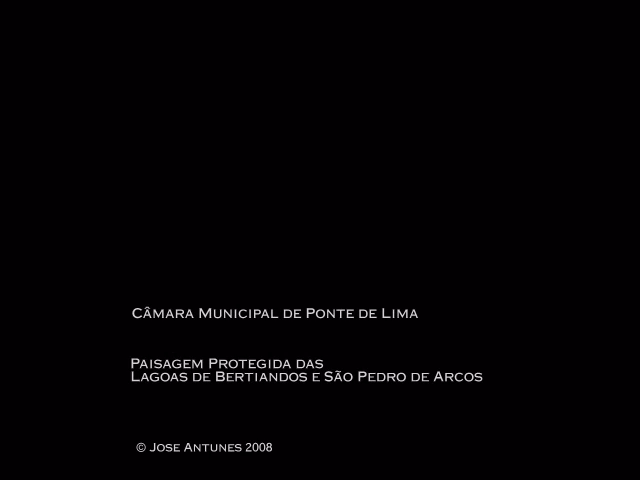 Câmara Municipal de Ponte de Lima
Paisagem Protegida das
Lagoas de Bertiandos e São Pedro de Arcos
© Jose Antunes 2008